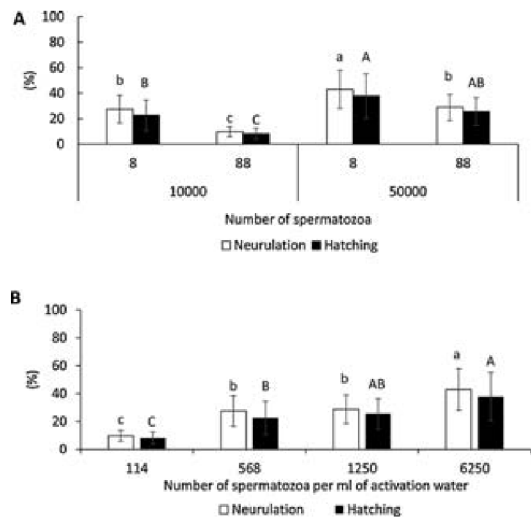 A
100
80
60
40
20
0
(%)
b B c C a A b AB
8 88 8 88
10000 50000
Number of spermatozoa
Neurulation Hatching
B
100
80
60
40
20
0
(%)
c C b B b AB a A
114 568 1250 6250
Number of spermatozoa per ml of activation water
Neurulation Hatching